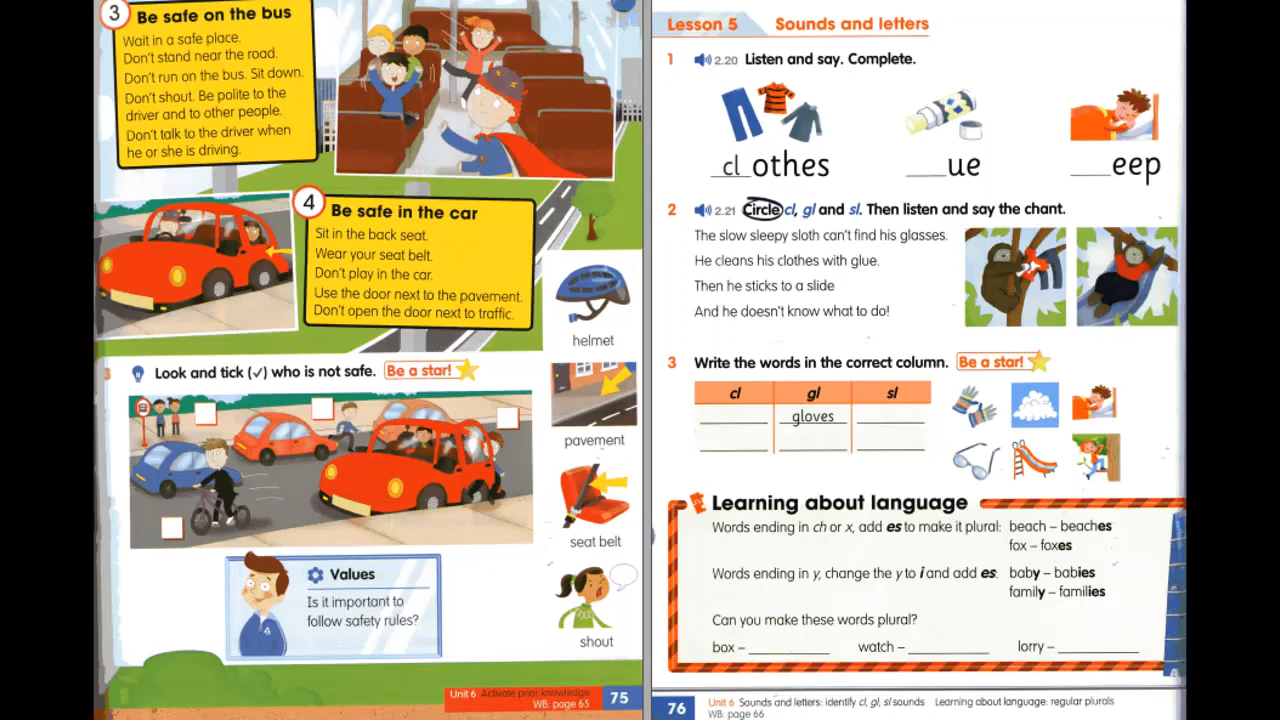 3
Be safe on the bus
Wait in a safe place.
Don't stand near the road.
Don't run on the bus. Sit down.
Don't shout. Be polite to the
driver and to other people.
Don't talk to the driver when
he or she is driving.
4
Be safe in the car
Sit in the back seat.
Wear your seat belt.
Don't play in the car.
Use the door next to the pavement.
Don't open the door next to traffic.
helmet
3 Look and tick (✓) who is not safe. Be a star!
pavement
seat belt
Values
Is it important to
follow safety rules?
shout
Unit 6 Activate prior knowledge
WB: page 65
75
Lesson 5 Sounds and letters
1 2.20 Listen and say. Complete.
cl othes ___ue ___eep
2 2.21 Circle cl, gl and sl. Then listen and say the chant.
The slow sleepy sloth can't find his glasses.
He cleans his clothes with glue.
Then he sticks to a slide
And he doesn't know what to do!
3 Write the words in the correct column. Be a star!
cl gl sl
gloves
Learning about language
Words ending in ch or x, add es to make it plural: beach – beaches
fox – foxes
Words ending in y, change the y to i and add es: baby – babies
family – families
Can you make these words plural?
box – ________ watch – ________ lorry – ________
76
Unit 6 Sounds and letters: identify cl, gl, sl sounds Learning about language: regular plurals
WB: page 66